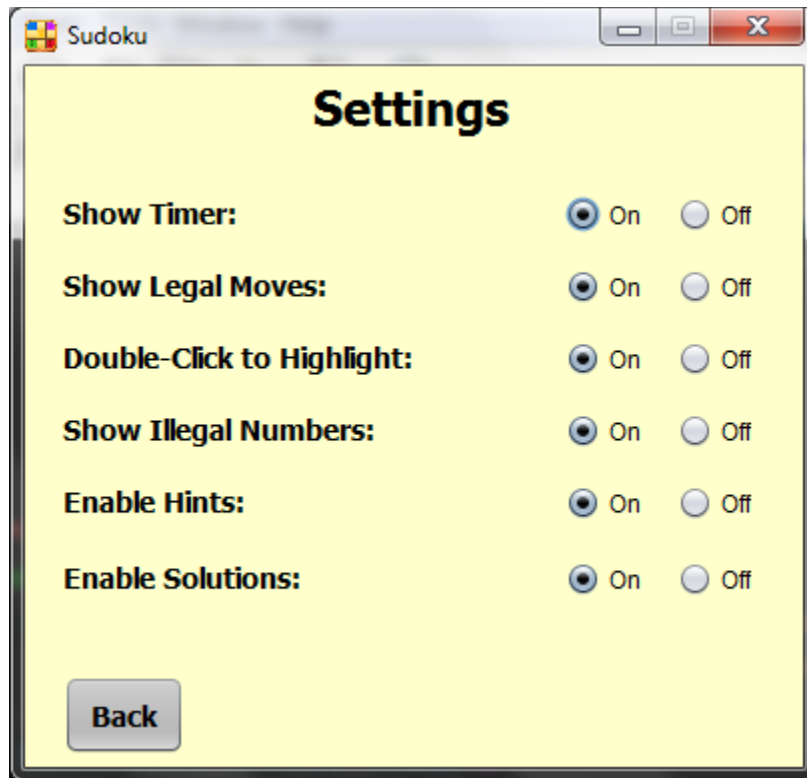 Sudoku
Settings
Show Timer: On Off
Show Legal Moves: On Off
Double-Click to Highlight: On Off
Show Illegal Numbers: On Off
Enable Hints: On Off
Enable Solutions: On Off
Back